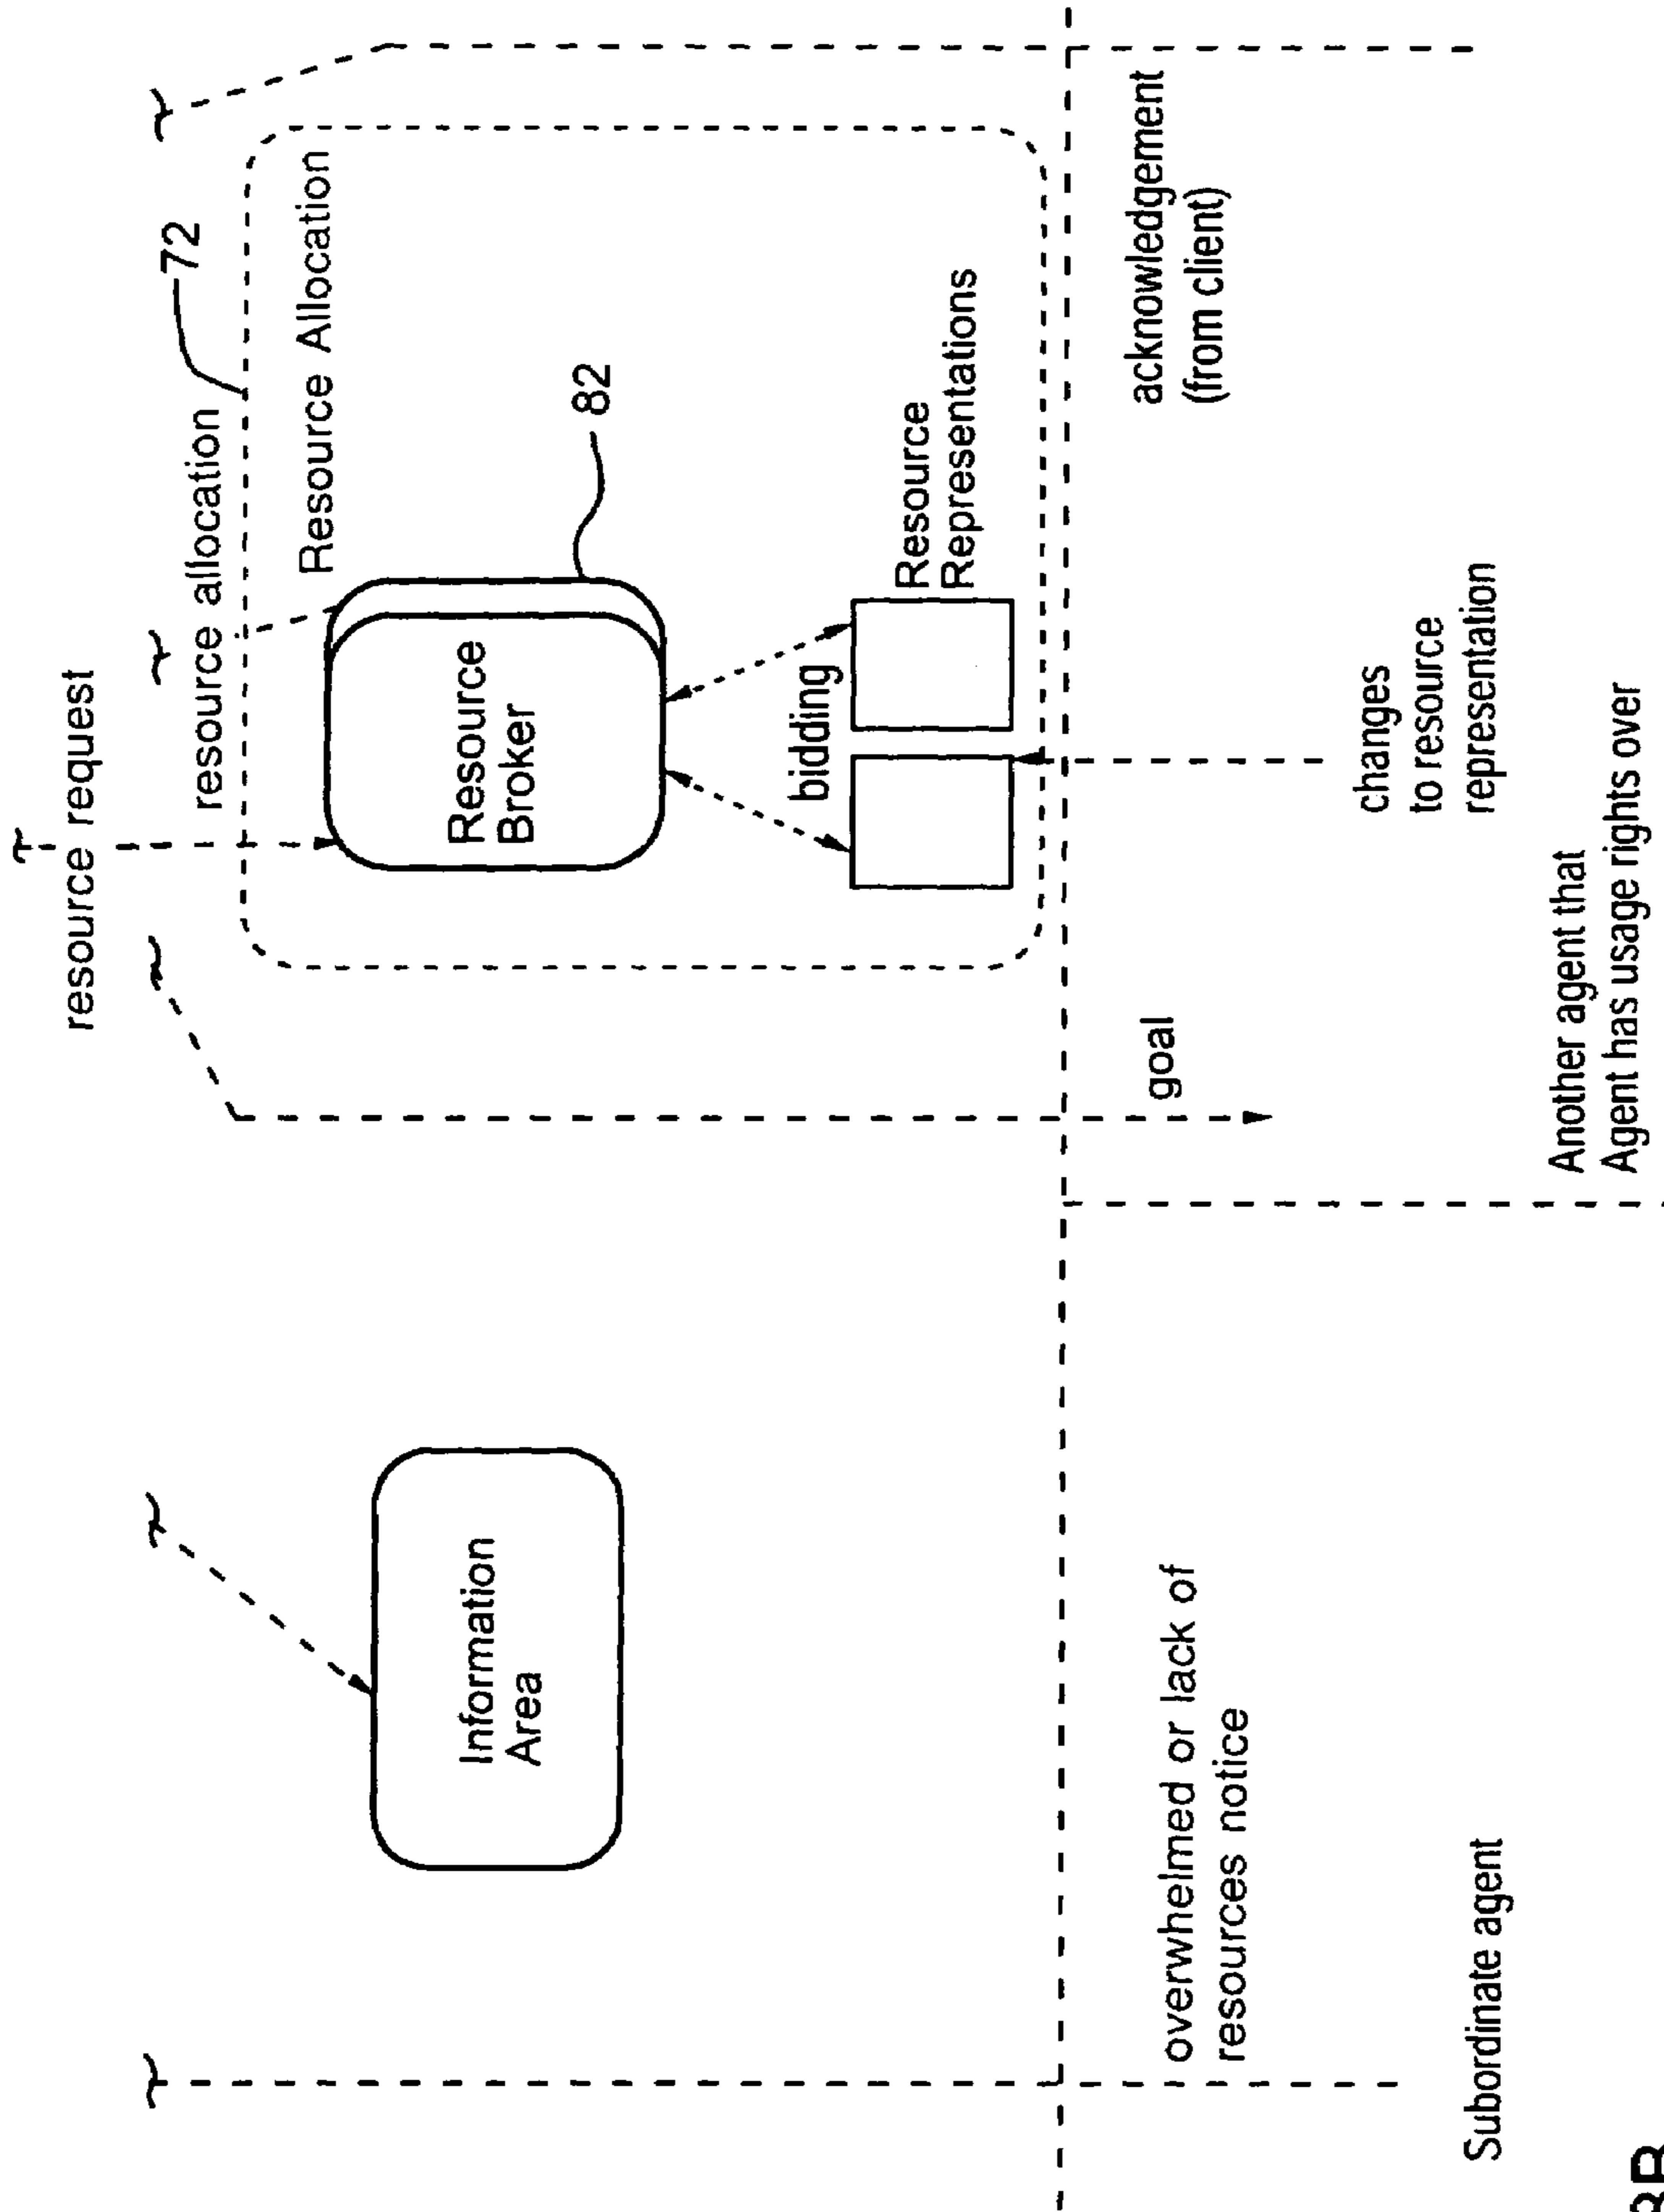 resource request
resource allocation
72
Resource Allocation
Resource
Broker
82
bidding
Resource
Representations
Information
Area
goal
acknowledgement
(from client)
overwhelmed or lack of
resources notice
changes
to resource
representation
Subordinate agent
Another agent that
Agent has usage rights over